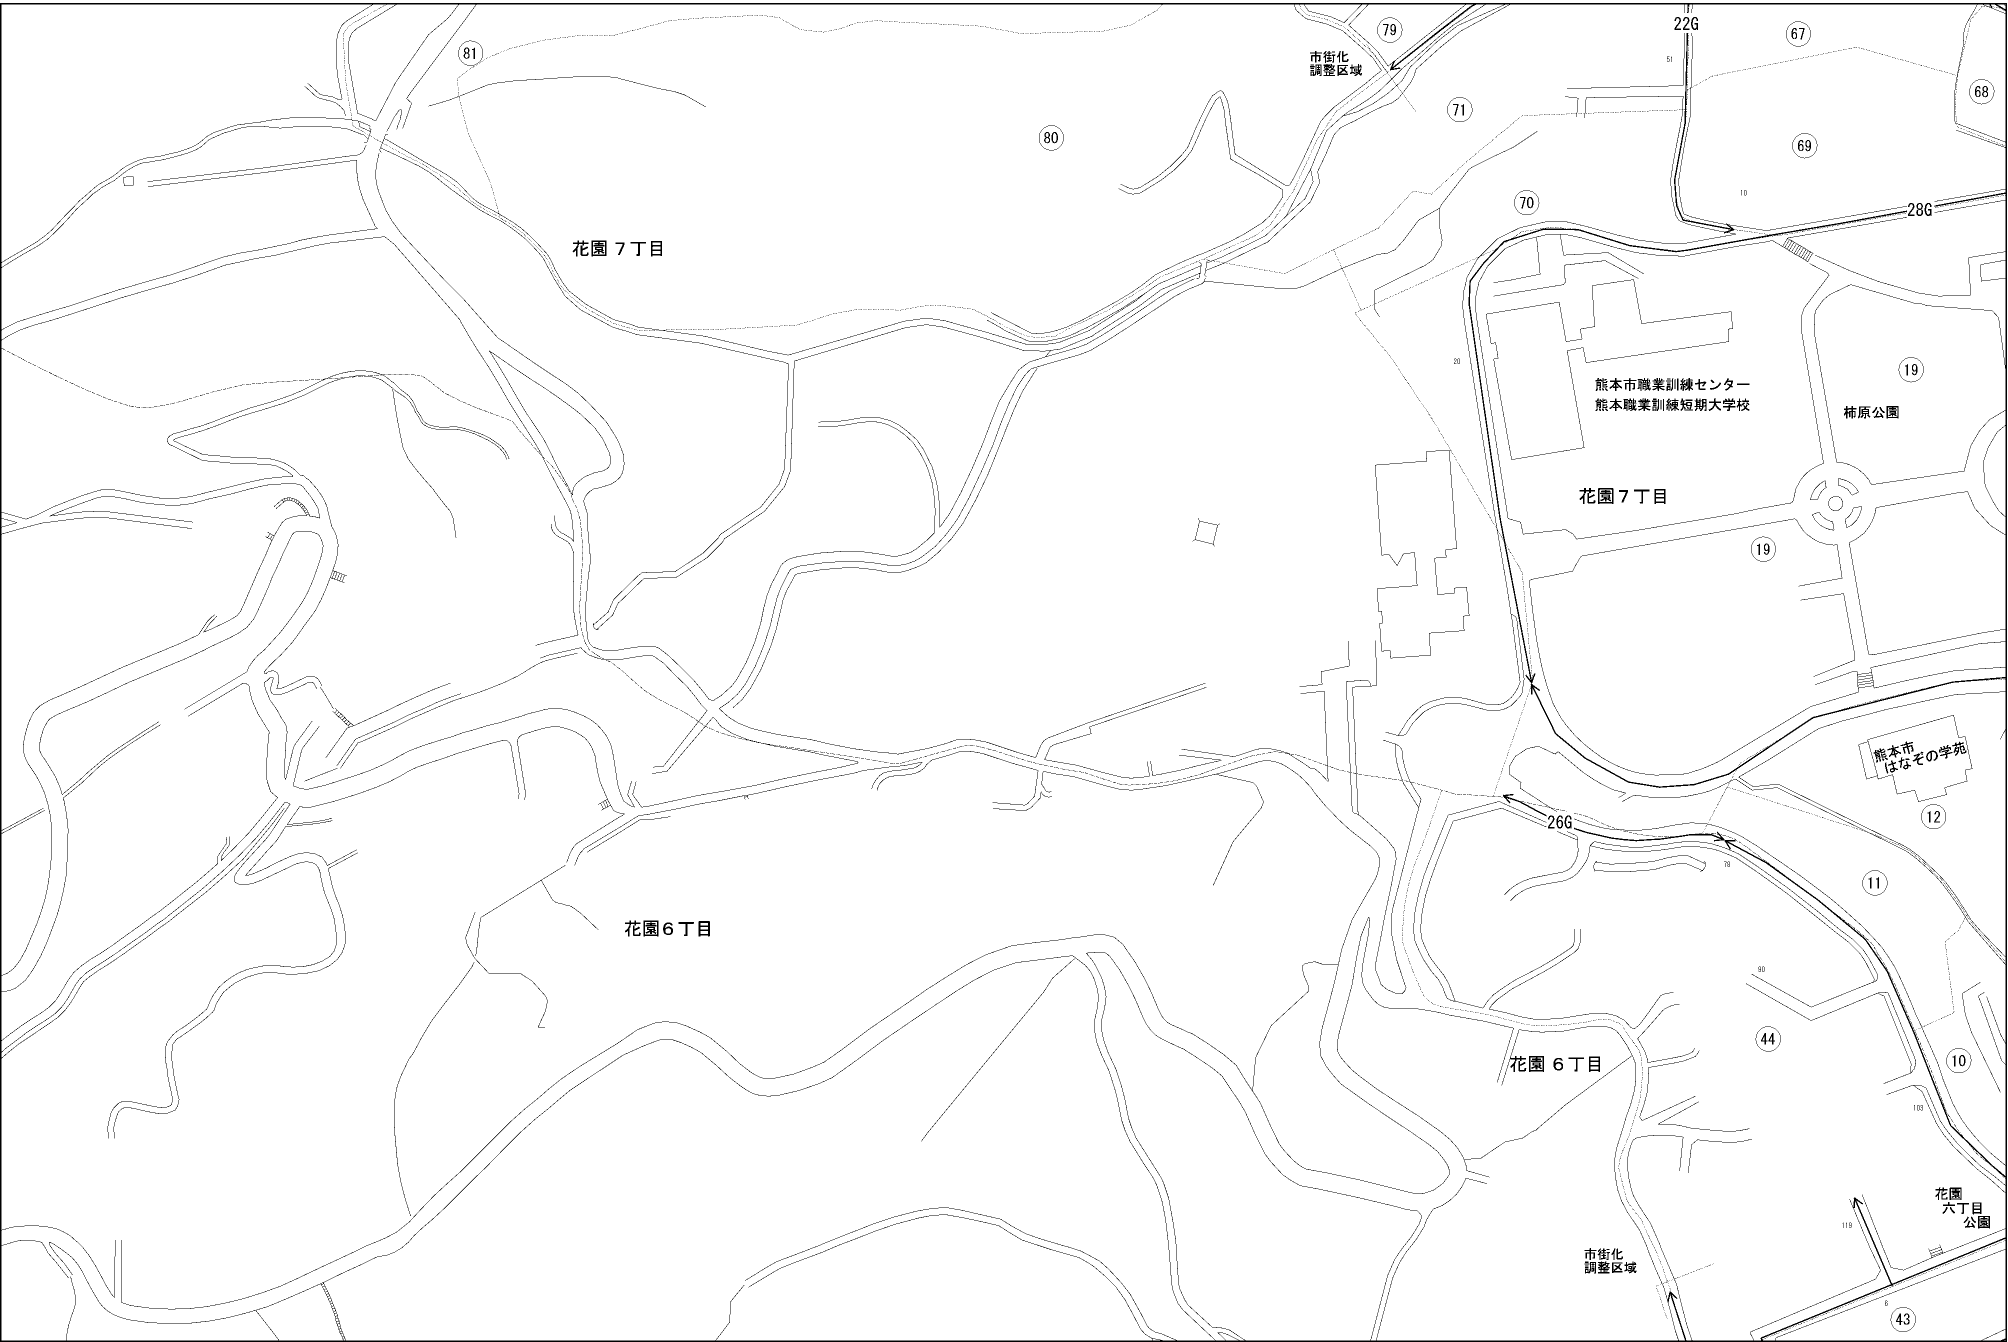 22G
79
67
81
市街化
調整区域
51
68
71
80
69
10
70
28G
花園 7丁目
20
19
熊本市職業訓練センター
熊本職業訓練短期大学校
柿原公園
花園7丁目
19
熊本市
はなぞの学苑
12
26G
78
11
花園6丁目
90
44
花園 6丁目
10
103
花園
六丁目
公園
119
市街化
調整区域
6
43